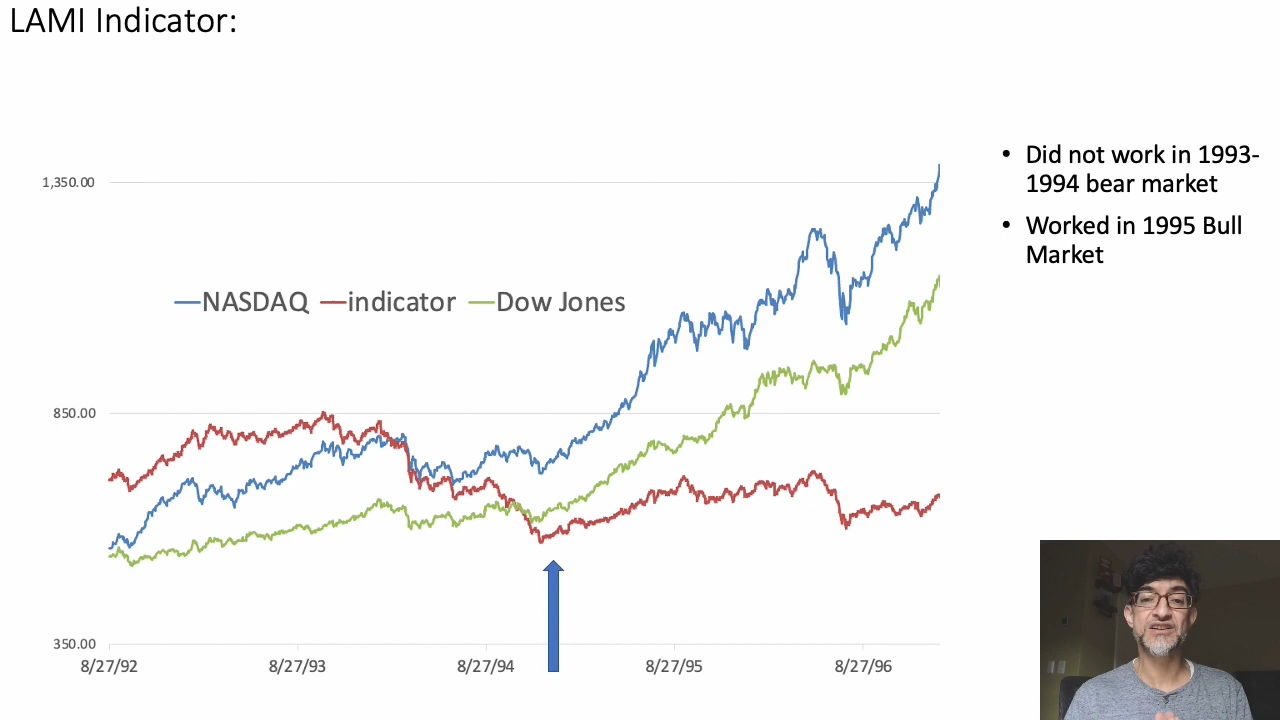 LAMI Indicator:
1,350.00
NASDAQ indicator Dow Jones
850.00
350.00
8/27/92 8/27/93 8/27/94 8/27/95 8/27/96
• Did not work in 1993-
1994 bear market
• Worked in 1995 Bull
Market